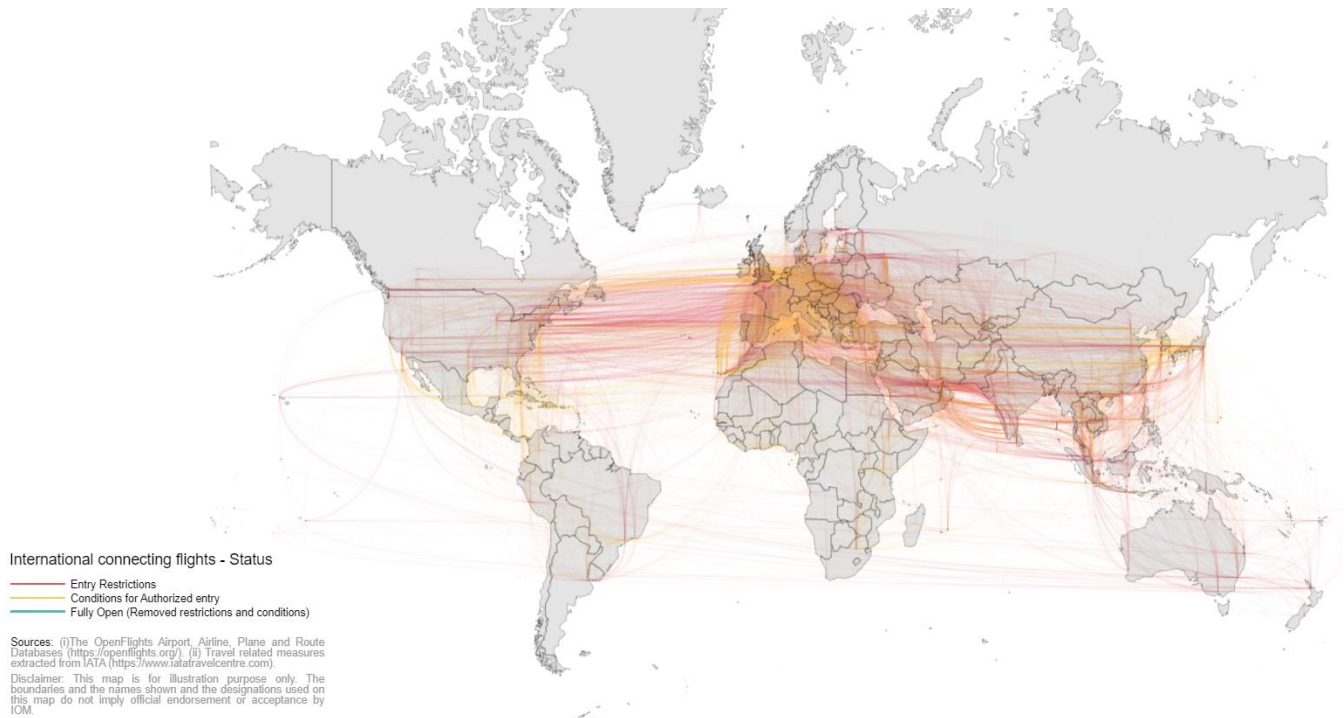 International connecting flights - Status
Entry Restrictions
Conditions for Authorized entry
Fully Open (Removed restrictions and conditions)
Sources: (i)The OpenFlights Airport, Airline, Plane and Route
Databases (https://openflights.org/). (ii) Travel related measures
extracted from IATA (https://www.iatatravelcentre.com).
Disclaimer: This map is for illustration purpose only. The
boundaries and the names shown and the designations used on
this map do not imply official endorsement or acceptance by
IOM.